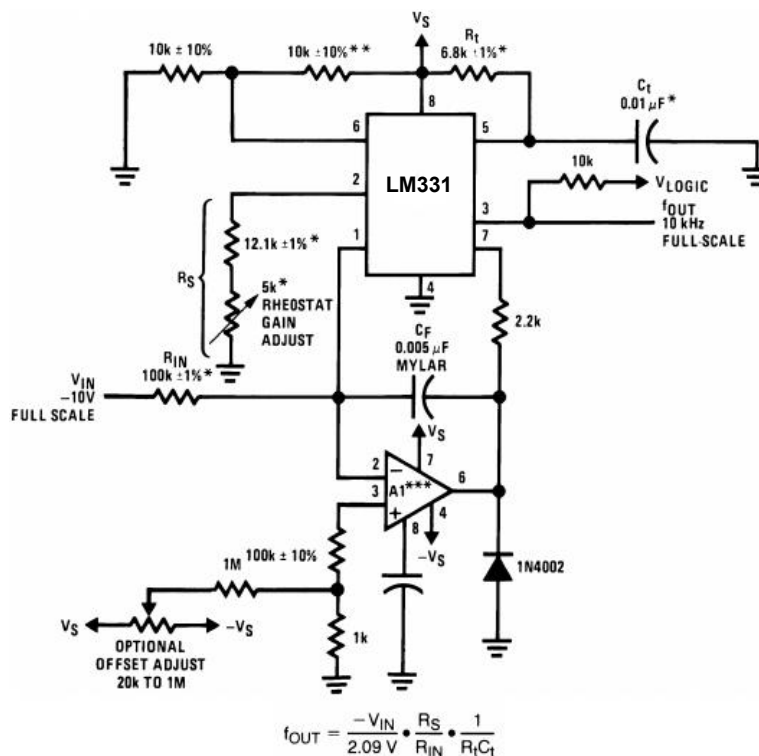 VS
10k ± 10%
10k ±10%**
Rt
6.8k ±1%*
Ct
0.01 μF*
8
6
5
LM331
10k
VLOGIC
2
3
fOUT
10 kHz
FULL-SCALE
1
7
12.1k ±1%*
RS
4
5k*
RHEOSTAT
GAIN
ADJUST
2.2k
CF
0.005 μF
MYLAR
RIN
100k ±1%*
VIN
−10V
FULL SCALE
VS
7
2
−
6
3
A1***
+
4
8
−VS
100k ± 10%
1M
1N4002
VS
−VS
1k
OPTIONAL
OFFSET ADJUST
20k TO 1M
fOUT = −VIN/2.09 V • RS/RIN • 1/RtCt